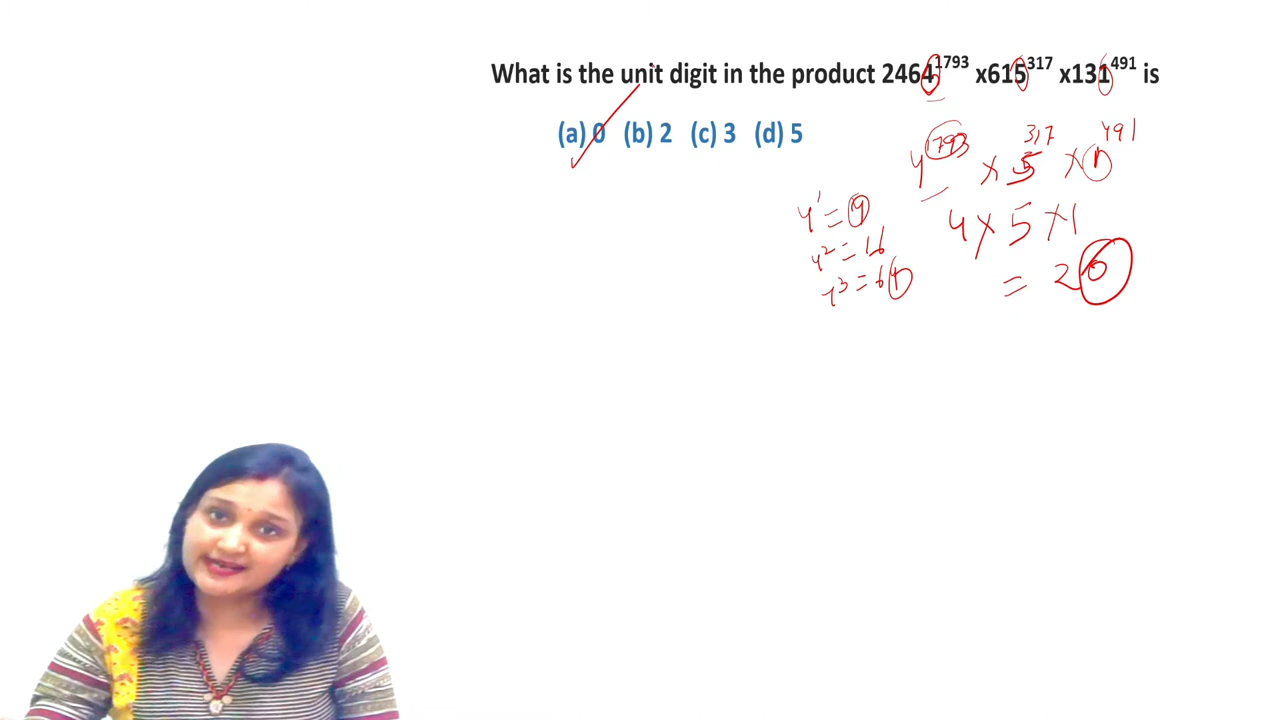 What is the unit digit in the product 2464^1793 x615^317 x131^491 is
(a) 0 (b) 2 (c) 3 (d) 5
4^1793 × 5^317 × 1^491
4 × 5 × 1
= 20
4^1 = 4
4^2 = 16
4^3 = 64